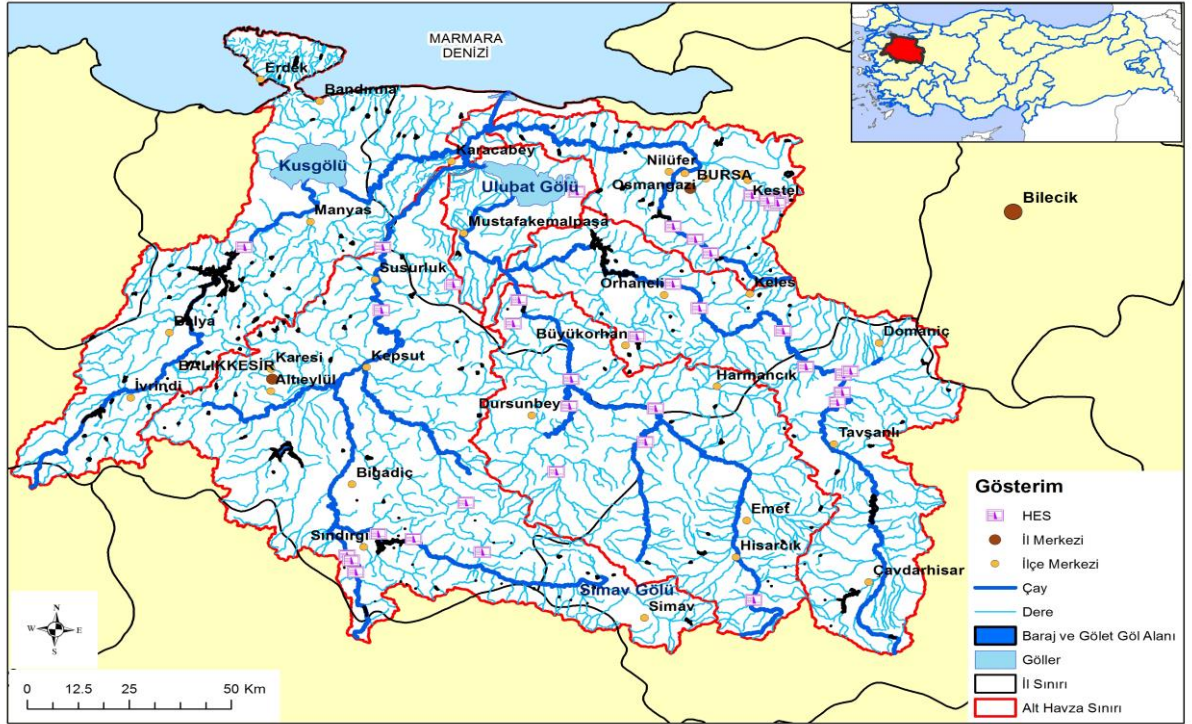 MARMARA
DENİZİ
Erdek
Bandırma
Karacabey
Kusgölü
Ulubat Gölü
Nilüfer
BURSA
Osmangazi
Kestel
Bilecik
Manyas
Mustafakemalpaşa
Susurluk
Orhaneli
Keles
Balya
Büyükorhan
Domaniç
Karesi
BALIKKESİR
Altıeylül
Kepsut
Harmancık
İvrindi
Dursunbey
Tavşanlı
Bigadiç
Emet
Sındırgı
Hisarcık
Çavdarhisar
Simav Gölü
Simav
Gösterim
HES
İl Merkezi
İlçe Merkezi
Çay
Dere
Baraj ve Gölet Göl Alanı
Göller
İl Sınırı
Alt Havza Sınırı
N
W E
S
0 12.5 25 50 Km